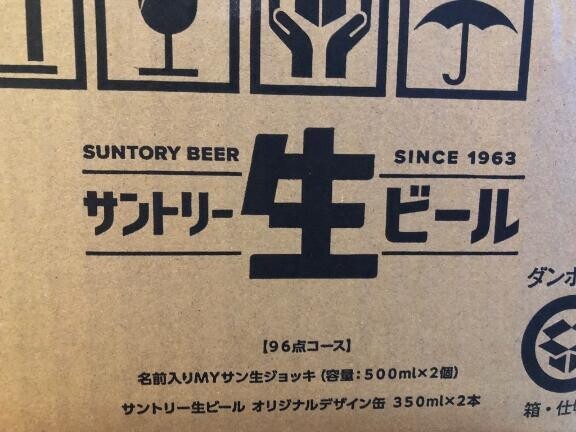 SUNTORY BEER
SINCE 1963
サントリー生ビール
ダンボ
【96点コース】
名前入りMYサン生ジョッキ（容量：500ml×2個）
サントリー生ビール オリジナルデザイン缶 350ml×2本
箱・仕